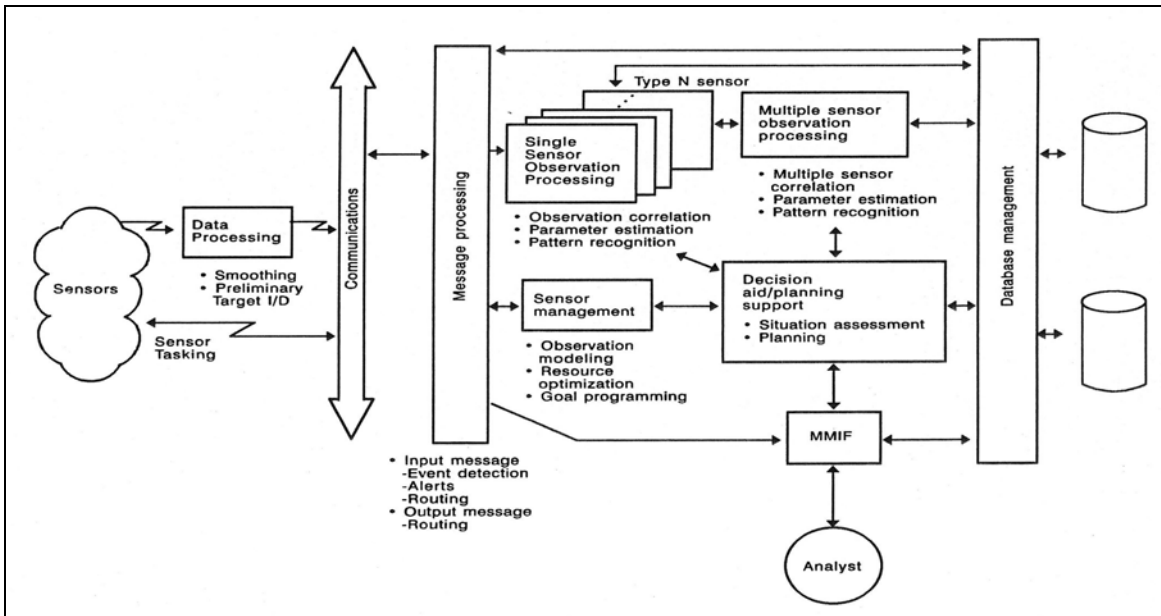 Sensors
Data
Processing
• Smoothing
• Preliminary
Target I/D
Sensor
Tasking
Communications
Message processing
• Input message
-Event detection
-Alerts
-Routing
• Output message
-Routing
Type N sensor
Single
Sensor
Observation
Processing
• Observation correlation
• Parameter estimation
• Pattern recognition
Multiple sensor
observation
processing
• Multiple sensor
correlation
• Parameter estimation
• Pattern recognition
Sensor
management
• Observation
modeling
• Resource
optimization
• Goal programming
Decision
aid/planning
support
• Situation assessment
• Planning
MMIF
Analyst
Database management